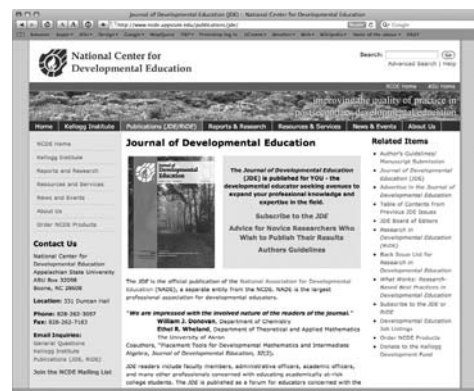 Journal of Developmental Education (JDE) - National Center for Developmental Education
National Center for
Developmental Education
Search:
Advanced Search | Help
NCDE Home ASU Home
improving the quality of practice in
postsecondary developmental education
Home Kellogg Institute Publications (JDE/RiDE) Reports & Research Resources & Services News & Events About Us
NCDE Home
Kellogg Institute
Reports and Research
Resources and Services
News and Events
About Us
Order NCDE Products
Contact Us
National Center for
Developmental Education
Appalachian State University
ASU Box 32098
Boone, NC 28608
Location: 331 Duncan Hall
Phone: 828-262-3057
Fax: 828-262-7183
Email Inquiries:
General Questions
Kellogg Institute
Publications (JDE, RiDE)
Join the NCDE Mailing List
Journal of Developmental Education
The Journal of Developmental Education
(JDE) is published for YOU - the
developmental educator seeking avenues to
expand your professional knowledge and
expertise in the field.
Subscribe to the JDE
Advice for Novice Researchers Who
Wish to Publish Their Results
Authors Guidelines
The JDE is the official publication of the National Association for Developmental
Education (NADE), a separate entity from the NCDE. NADE is the largest
professional association for developmental educators.
"We are impressed with the involved nature of the readers of the journal."
William J. Donovan, Department of Chemistry
Ethel R. Wheland, Department of Theoretical and Applied Mathematics
The University of Akron
Coauthors, "Placement Tools for Developmental Mathematics and Intermediate
Algebra, Journal of Developmental Education, 32(2).
JDE readers include faculty members, administrative officers, academic officers,
and many other professionals concerned with educating academically at-risk
college students. The JDE is published as a forum for educators concerned with the
Related Items
Author's Guidelines/
Manuscript Submission
Journal of Developmental
Education (JDE)
Advertise in the Journal of
Developmental Education
Table of Contents From
Previous JDE Issues
JDE Board of Editors
Research in
Developmental Education
(RiDE)
Back Issue List for
Research in
Developmental Education
What Works: Research-
Based Best Practices in
Developmental Education
Subscribe to the JDE or
RiDE
Developmental Education
Job Listings
Order NCDE Products
Donate to the Kellogg
Development Fund